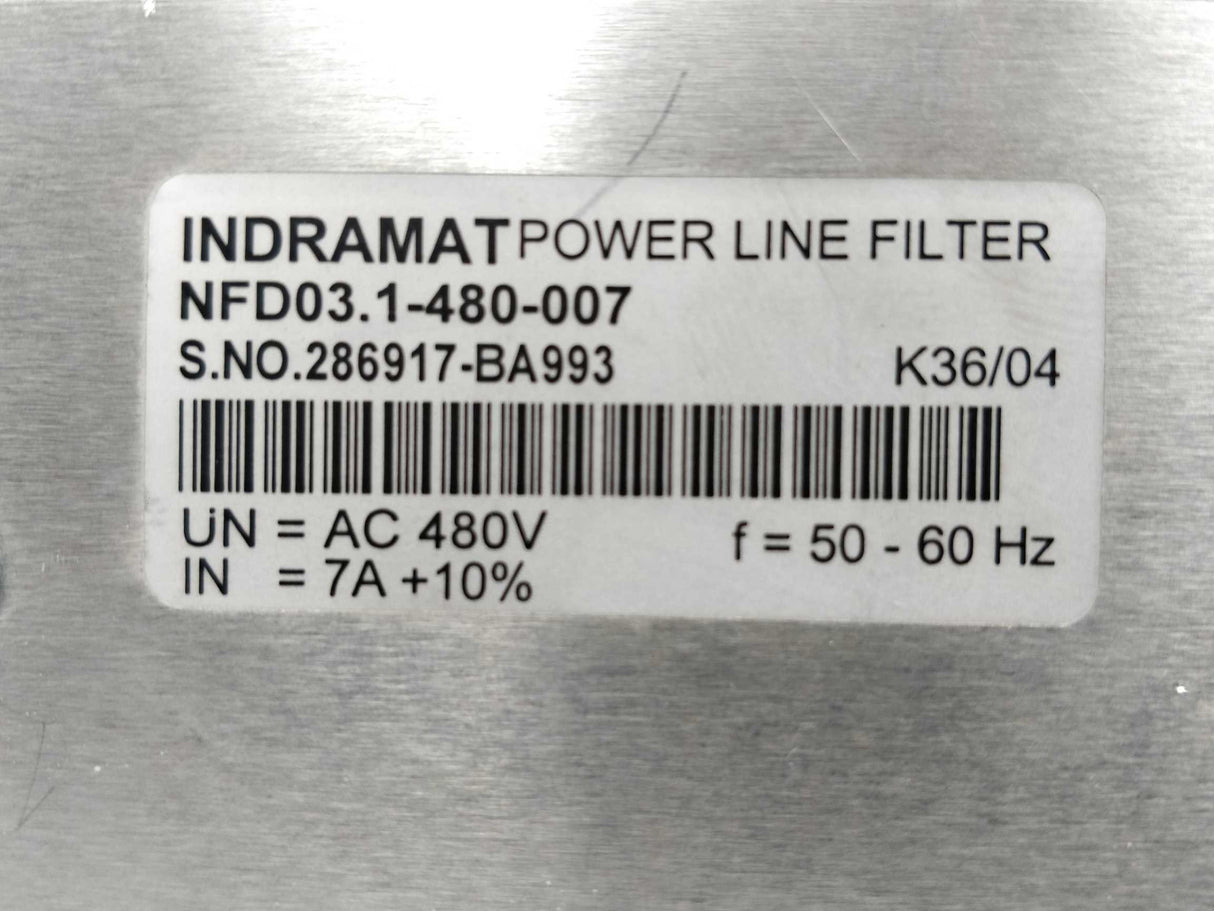 INDRAMAT POWER LINE FILTER
NFD03.1-480-007
S.NO.286917-BA993 K36/04
UN = AC 480V f = 50 - 60 Hz
IN = 7A +10%